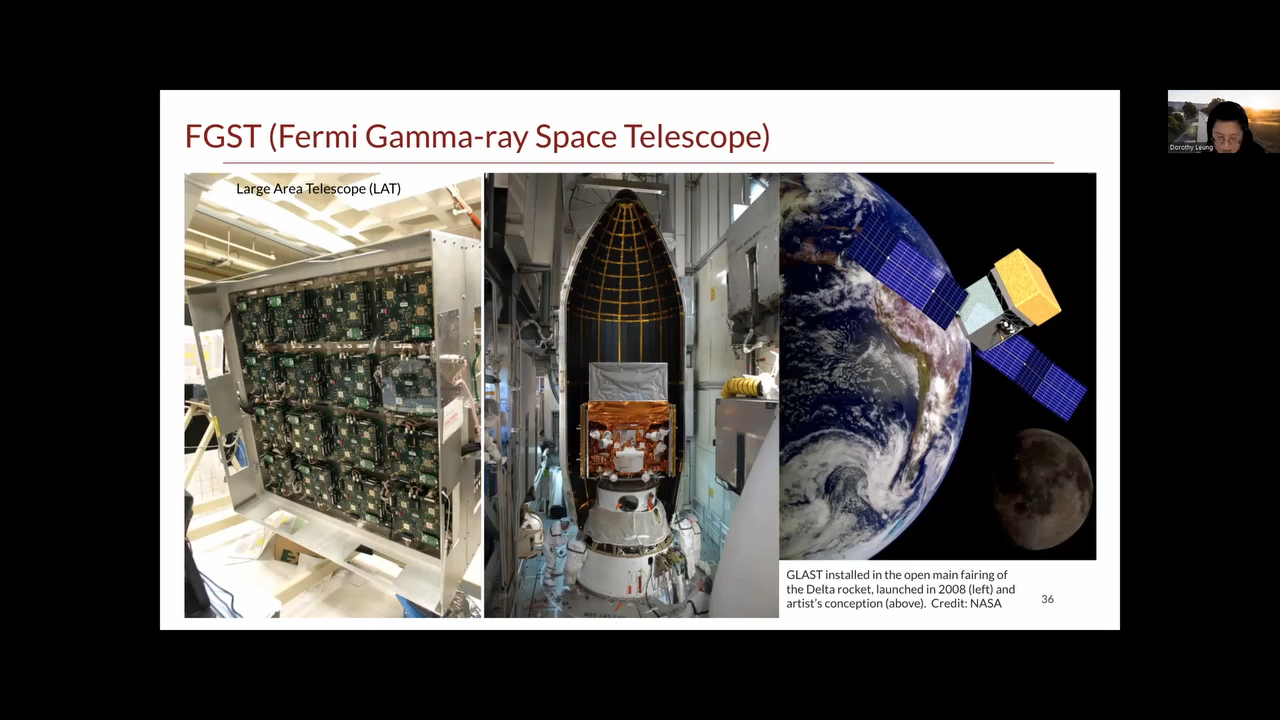 FGST (Fermi Gamma-ray Space Telescope)
Large Area Telescope (LAT)
GLAST installed in the open main fairing of
the Delta rocket, launched in 2008 (left) and
artist's conception (above).  Credit: NASA
36
Dorothy Leung